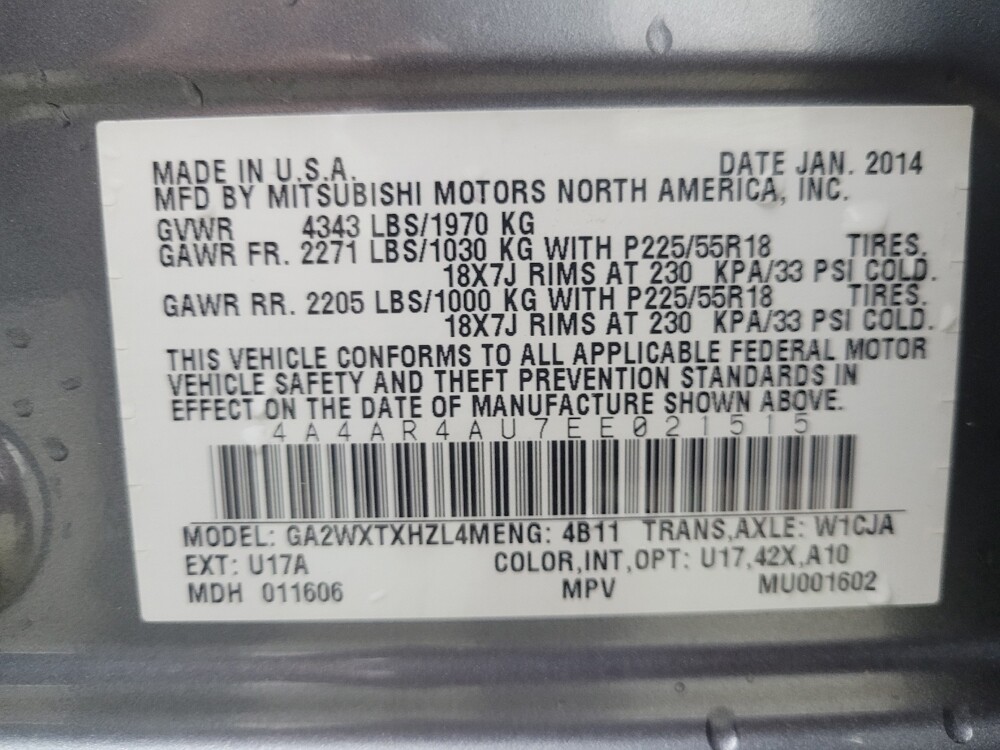 MADE IN U.S.A. DATE JAN. 2014
MFD BY MITSUBISHI MOTORS NORTH AMERICA, INC.
GVWR 4343 LBS/1970 KG
GAWR FR. 2271 LBS/1030 KG WITH P225/55R18 TIRES.
18X7J RIMS AT 230 KPA/33 PSI COLD.
GAWR RR. 2205 LBS/1000 KG WITH P225/55R18 TIRES.
18X7J RIMS AT 230 KPA/33 PSI COLD.
THIS VEHICLE CONFORMS TO ALL APPLICABLE FEDERAL MOTOR
VEHICLE SAFETY AND THEFT PREVENTION STANDARDS IN
EFFECT ON THE DATE OF MANUFACTURE SHOWN ABOVE.
4A4AR4AU7EE021515
MODEL: GA2WXTXHZL4MENG: 4B11 TRANS,AXLE: W1CJA
EXT: U17A COLOR,INT,OPT: U17,42X,A10
MDH 011606 MPV MU001602